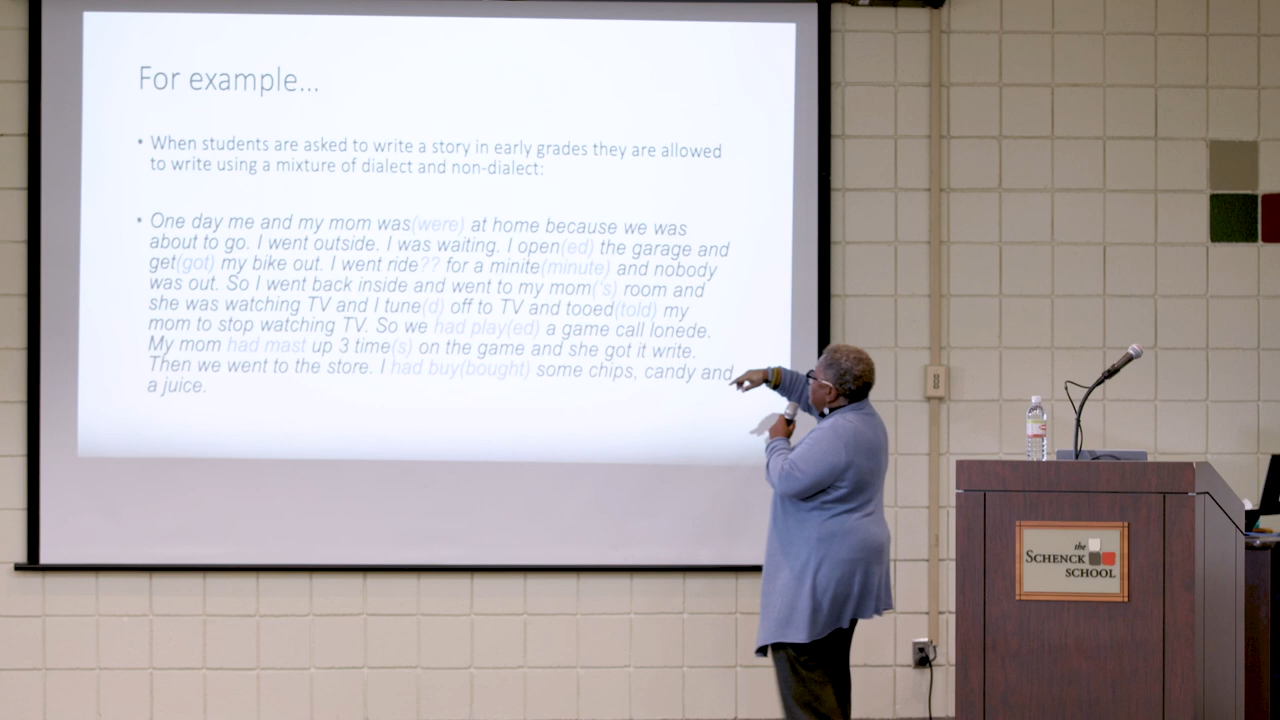 For example...
• When students are asked to write a story in early grades they are allowed
to write using a mixture of dialect and non-dialect:
• One day me and my mom was(were) at home because we was
about to go. I went outside. I was waiting. I open(ed) the garage and
get(got) my bike out. I went ride?? for a minite(minute) and nobody
was out. So I went back inside and went to my mom('s) room and
she was watching TV and I tune(d) off to TV and tooed(told) my
mom to stop watching TV. So we had play(ed) a game call lonede.
My mom had mast up 3 time(s) on the game and she got it write.
Then we went to the store. I had buy(bought) some chips, candy and
a juice.
the
SCHENCK
SCHOOL